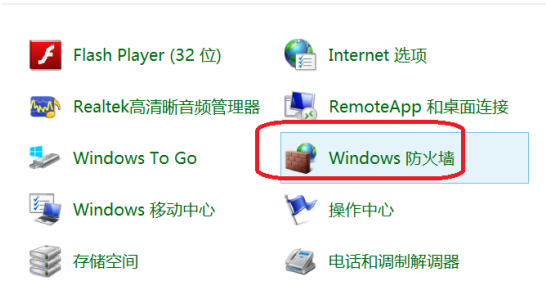 Flash Player (32 位)
Internet 选项
Realtek高清晰音频管理器
RemoteApp 和桌面连接
Windows To Go
Windows 防火墙
Windows 移动中心
操作中心
存储空间
电话和调制解调器